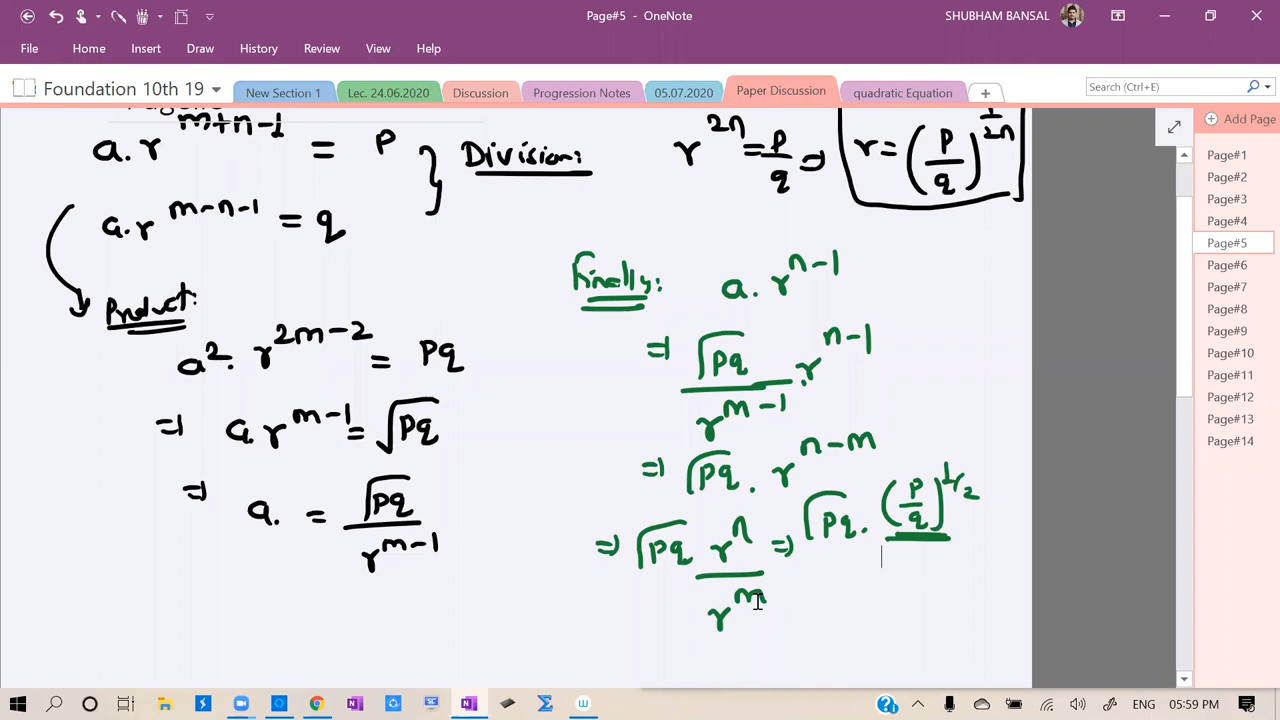 Page#5 - OneNote
SHUBHAM BANSAL
File Home Insert Draw History Review View Help
Foundation 10th 19
New Section 1
Lec. 24.06.2020
Discussion
Progression Notes
05.07.2020
Paper Discussion
quadratic Equation
Search (Ctrl+E)
Add Page
Page#1
Page#2
Page#3
Page#4
Page#5
Page#6
Page#7
Page#8
Page#9
Page#10
Page#11
Page#12
Page#13
Page#14
a.r^(m+n-1) = P
a.r^(m-n-1) = q
Division:
r^(2n) = P/q ⇒ r = (P/q)^(1/2n)
Product:
a². r^(2m-2) = Pq
⇒ a.r^(m-1) = √Pq
⇒ a. = √Pq / r^(m-1)
Finally: a. r^(n-1)
⇒ √Pq / r^(m-1) . r^(n-1)
⇒ √Pq . r^(n-m)
⇒ √Pq r^n / r^m ⇒ √Pq . (P/q)^(1/2)
ENG 05:59 PM